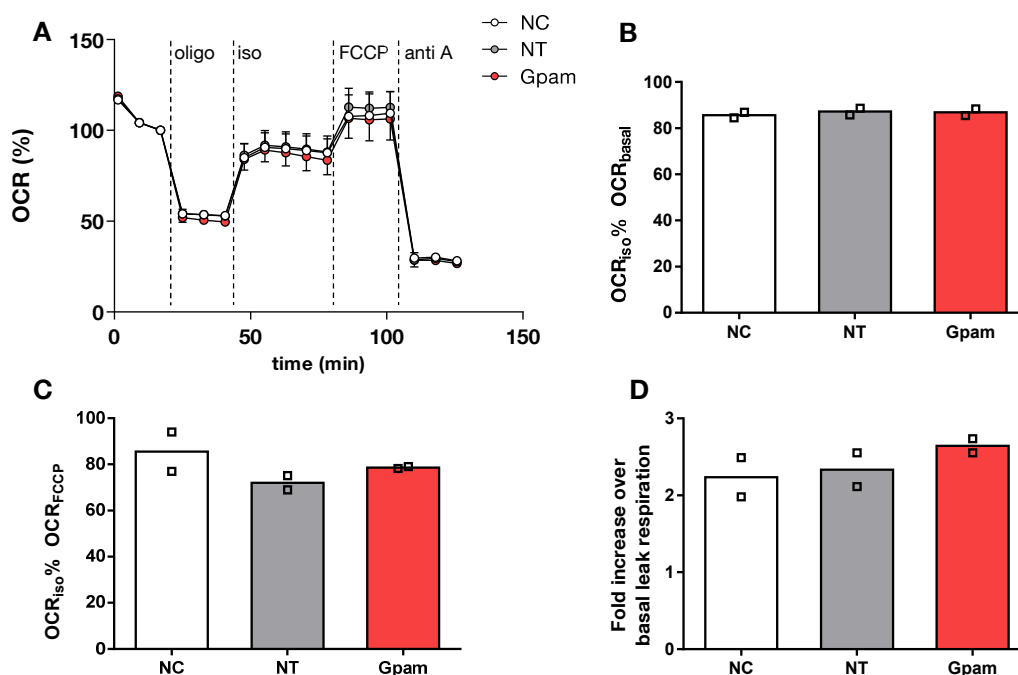 A
NC
NT
Gpam
oligo
iso
FCCP
anti A
150
100
50
0
OCR (%)
0
50
100
150
time (min)
B
100
80
60
40
20
0
OCRiso% OCRbasal
NC
NT
Gpam
C
100
80
60
40
20
0
OCRiso% OCRFCCP
NC
NT
Gpam
D
3
2
1
0
Fold increase over
basal leak respiration
NC
NT
Gpam